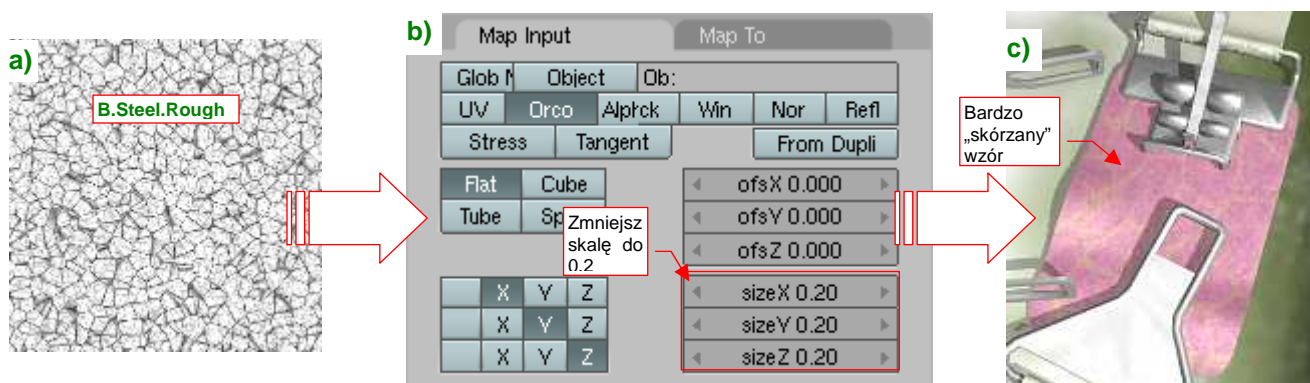 a)
B.Steel.Rough
b)
Map Input
Map To
Glob
Object
Ob:
UV
Orco
Win
Nor
Refl
Stress
Tangent
From Dupli
Flat
Cube
Tube
Sp
ofsX 0.000
ofsY 0.000
ofsZ 0.000
Zmniejsz
skalę do
0.2
X Y Z
sizeX 0.20
X Y Z
sizeY 0.20
X Y Z
sizeZ 0.20
c)
Bardzo
„skórzany”
wzór